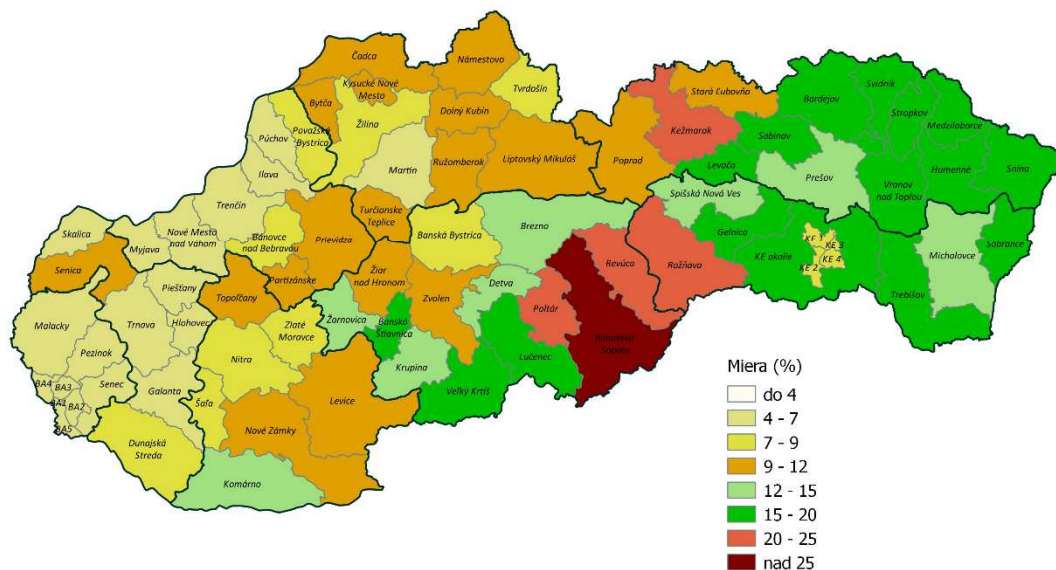 Čadca
Námestovo
Kysucké Nové
Mesto
Tvrdošín
Bytča
Stará Ľubovňa
Svidník
Dolný Kubín
Bardejov
Stropkov
Medzilaborce
Považská
Bystrica
Žilina
Kežmarok
Sabinov
Púchov
Martin
Ružomberok
Liptovský Mikuláš
Poprad
Levoča
Prešov
Humenné
Snina
Ilava
Vranov
nad Topľou
Trenčín
Turčianske
Teplice
Spišská Nová Ves
Skalica
Nové Mesto
nad Váhom
Bánovce
nad Bebravou
Prievidza
Banská Bystrica
Brezno
Gelnica
KE 1
KE 3
Myjava
KE okolie
KE 4
KE 2
Sobrance
Senica
Revúca
Rožňava
Michalovce
Partizánske
Žiar
nad Hronom
Detva
Piešťany
Topoľčany
Zvolen
Poltár
Trebišov
Malacky
Trnava
Hlohovec
Zlaté
Moravce
Žarnovica
Banská
Štiavnica
Rimavská
Sobota
Pezinok
Nitra
Lučenec
Krupina
BA4
BA3
Senec
Galanta
Levice
Veľký Krtíš
BA2
Šaľa
BA5
Nové Zámky
Dunajská
Streda
Komárno
Miera (%)
do 4
4 - 7
7 - 9
9 - 12
12 - 15
15 - 20
20 - 25
nad 25